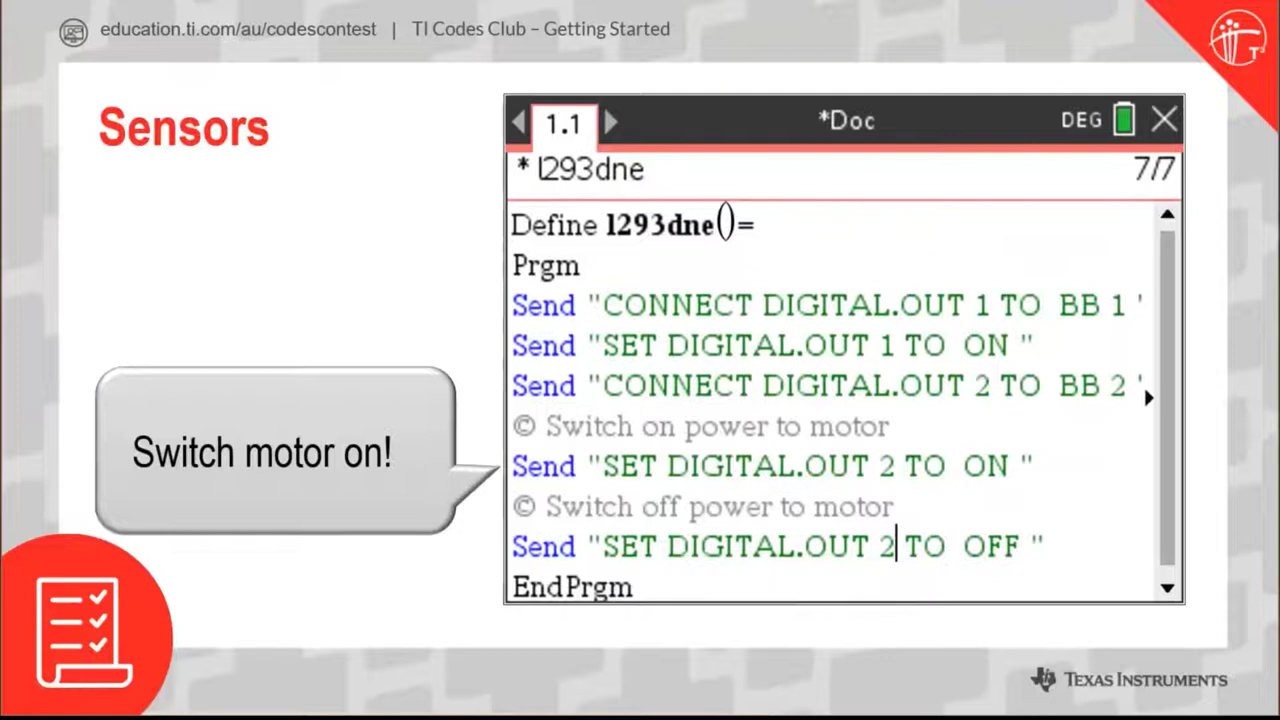 education.ti.com/au/codescontest | TI Codes Club – Getting Started
Sensors
1.1 *Doc DEG
* l293dne 7/7
Define l293dne()=
Prgm
Send "CONNECT DIGITAL.OUT 1 TO  BB 1 '
Send "SET DIGITAL.OUT 1 TO  ON "
Send "CONNECT DIGITAL.OUT 2 TO  BB 2 '
© Switch on power to motor
Send "SET DIGITAL.OUT 2 TO  ON "
© Switch off power to motor
Send "SET DIGITAL.OUT 2 TO  OFF "
EndPrgm
Switch motor on!
TEXAS INSTRUMENTS